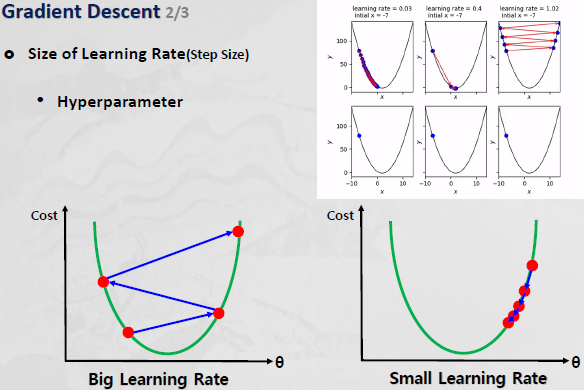 Gradient Descent 2/3
Size of Learning Rate(Step Size)
Hyperparameter
learning rate = 0.03
intial x = -7
learning rate = 0.4
intial x = -7
learning rate = 1.02
intial x = -7
y
100
50
0
x
y
x
y
x
y
100
50
0
-10 0 10
x
y
-10 0 10
x
y
-10 0 10
x
Cost
θ
Big Learning Rate
Cost
θ
Small Learning Rate